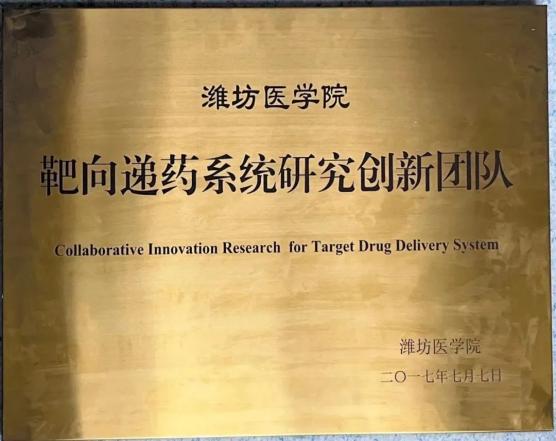 潍坊医学院
靶向递药系统研究创新团队
Collaborative Innovation Research for Target Drug Delivery System
潍坊医学院
二〇一七年七月七日